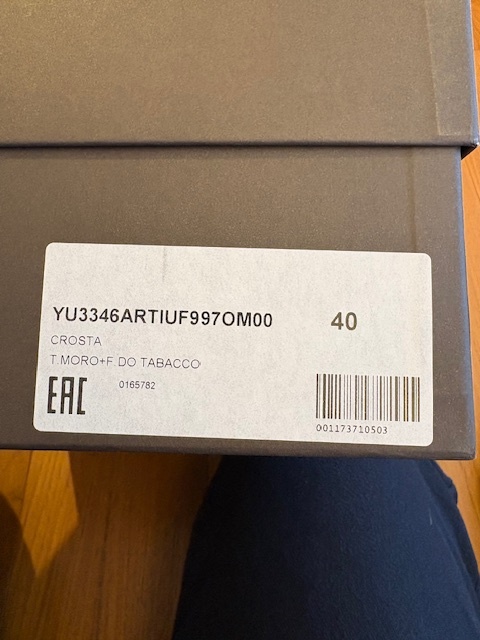 YU3346ARTIUF997OM00 40
CROSTA
T.MORO+F.DO TABACCO
EAC 0165782
001173710503